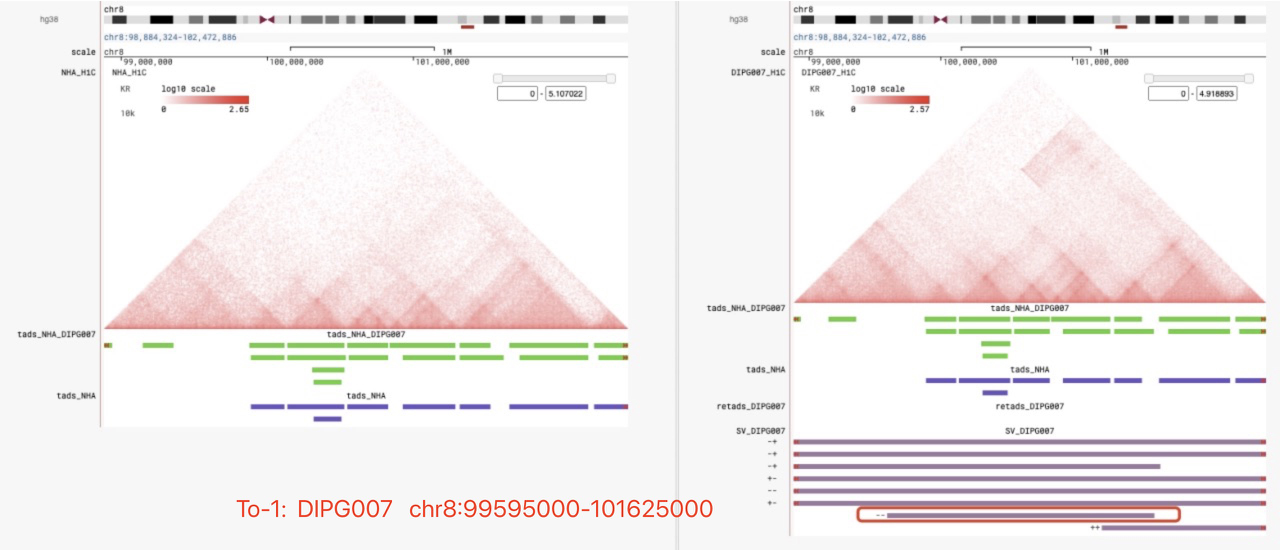 chr8
hg38
chr8:98,884,324-102,472,886
scale
chr8
1M
99,000,000
100,000,000
101,000,000
NHA_HiC
NHA_HiC
KR
log10 scale
0
2.65
10k
0 - 5.107022
tads_NHA_DIPG007
tads_NHA_DIPG007
tads_NHA
tads_NHA
chr8
hg38
chr8:98,884,324-102,472,886
scale
chr8
1M
99,000,000
100,000,000
101,000,000
DIPG007_HiC
DIPG007_HiC
KR
log10 scale
0
2.57
10k
0 - 4.918893
tads_NHA_DIPG007
tads_NHA_DIPG007
tads_NHA
tads_NHA
retads_DIPG007
retads_DIPG007
SV_DIPG007
SV_DIPG007
-+
-+
-+
+-
--
+-
--
++
To-1: DIPG007 chr8:99595000-101625000